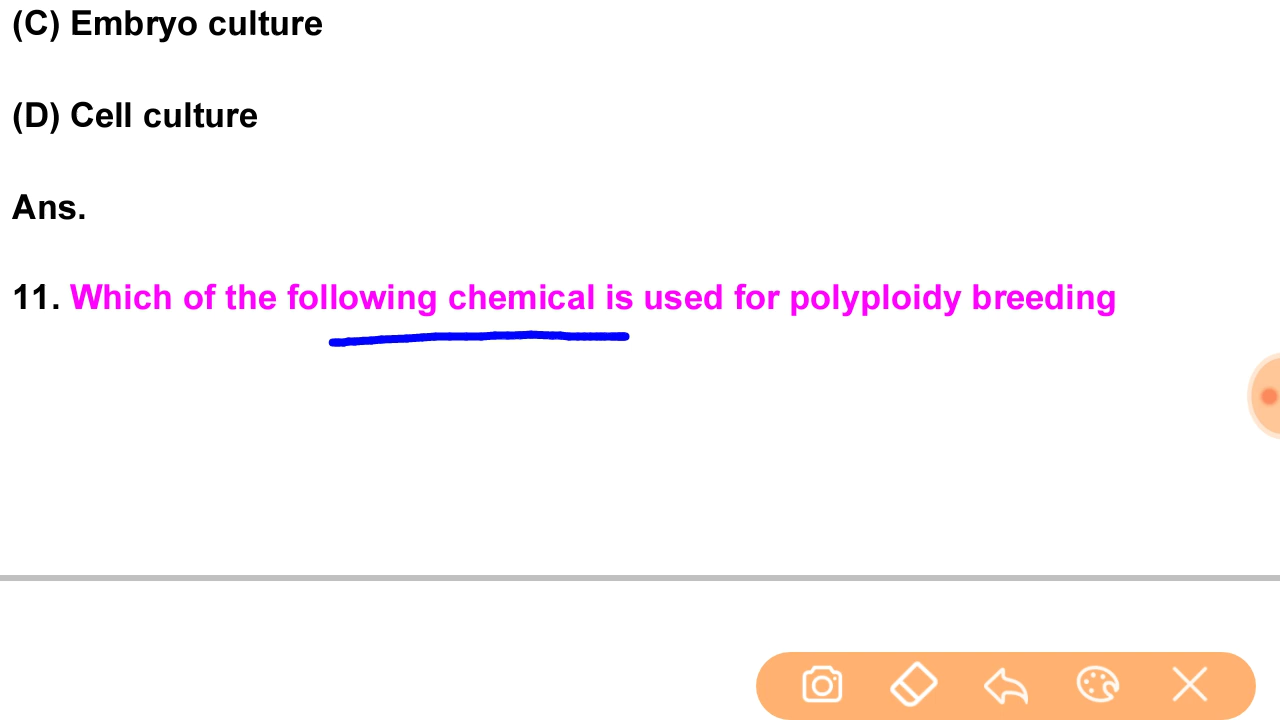 (C) Embryo culture
(D) Cell culture
Ans.
11. Which of the following chemical is used for polyploidy breeding